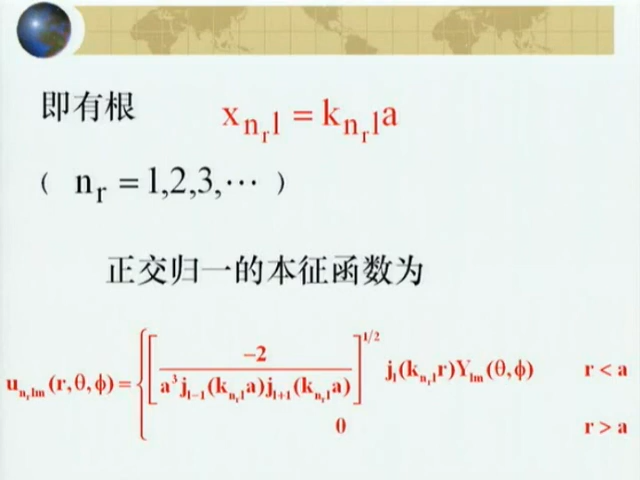 即有根 x_{n_r l} = k_{n_r l}a
( n_r = 1,2,3,⋯ )
正交归一的本征函数为
u_{n_r lm}(r,θ,ϕ) = { [ -2 / (a^3 j_{l-1}(k_{n_r l}a) j_{l+1}(k_{n_r l}a)) ]^{1/2} j_l(k_{n_r l}r)Y_{lm}(θ,ϕ) r < a
0 r > a